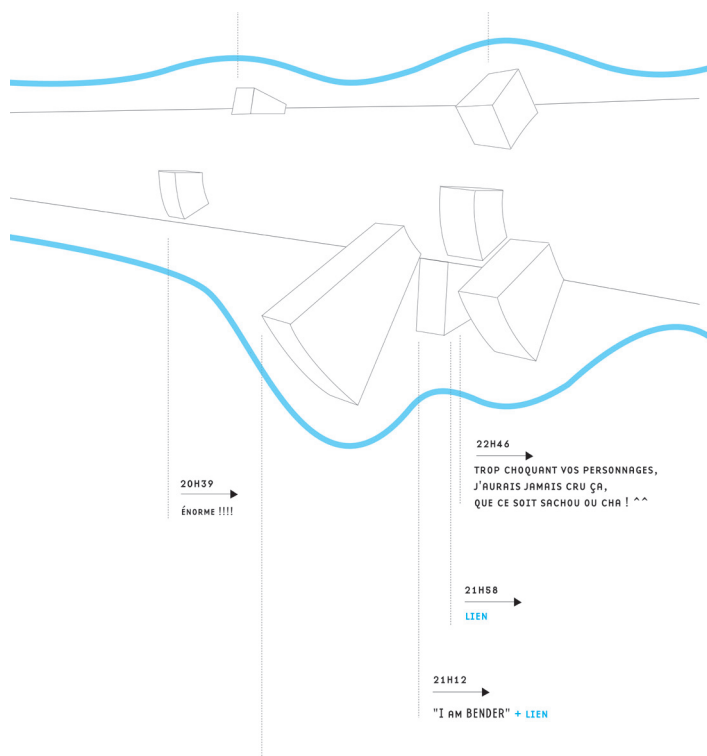 20H39
ÉNORME !!!!
22H46
TROP CHOQUANT VOS PERSONNAGES,
J'AURAIS JAMAIS CRU ÇA,
QUE CE SOIT SACHOU OU CHA ! ^^
21H58
LIEN
21H12
"I AM BENDER" + LIEN